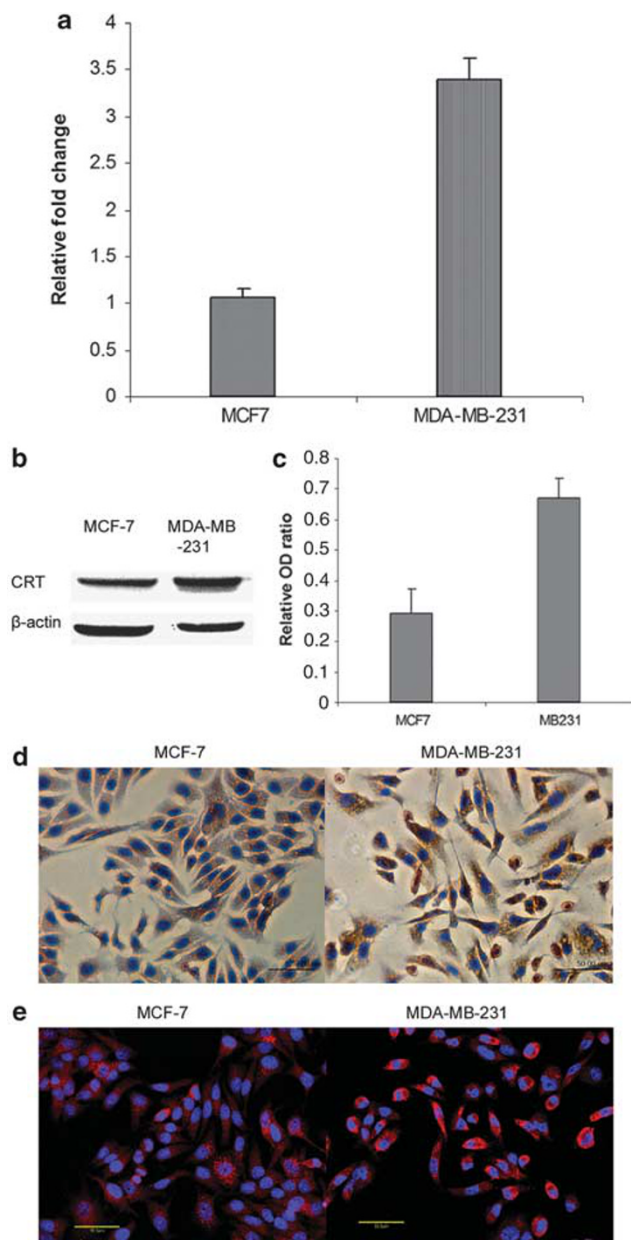 a
Relative fold change
4
3.5
3
2.5
2
1.5
1
0.5
0
MCF7 MDA-MB-231
b
MCF-7 MDA-MB
-231
CRT
β-actin
c
Relative OD ratio
0.8
0.7
0.6
0.5
0.4
0.3
0.2
0.1
0
MCF7 MB231
d
MCF-7 MDA-MB-231
e
MCF-7 MDA-MB-231